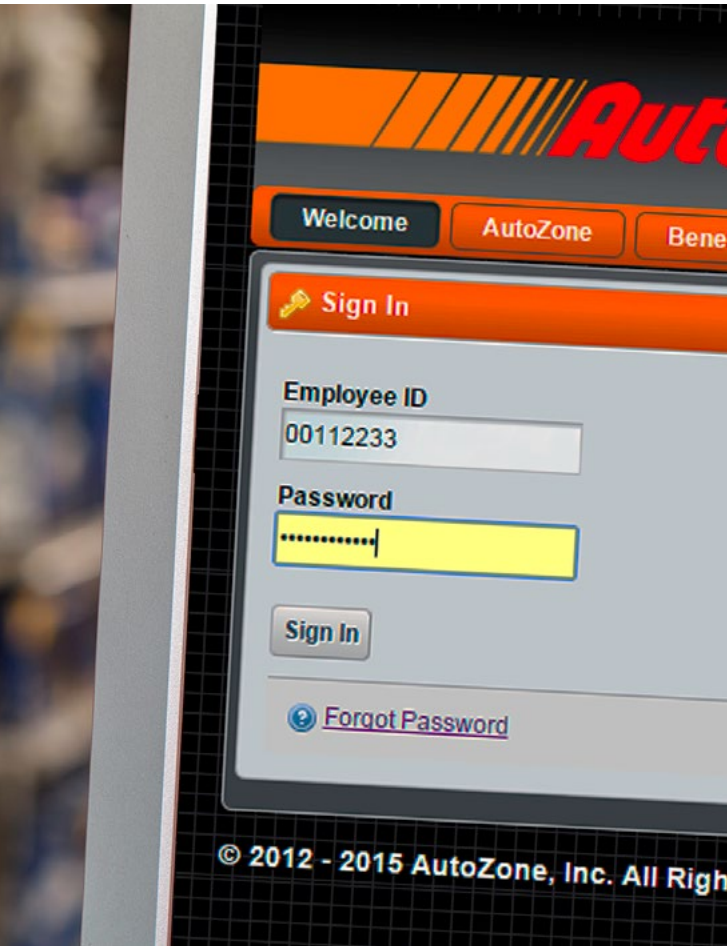 Auto
Welcome AutoZone Bene
Sign In
Employee ID
00112233
Password
••••••••••••
Sign In
Forgot Password
© 2012 - 2015 AutoZone, Inc. All Righ